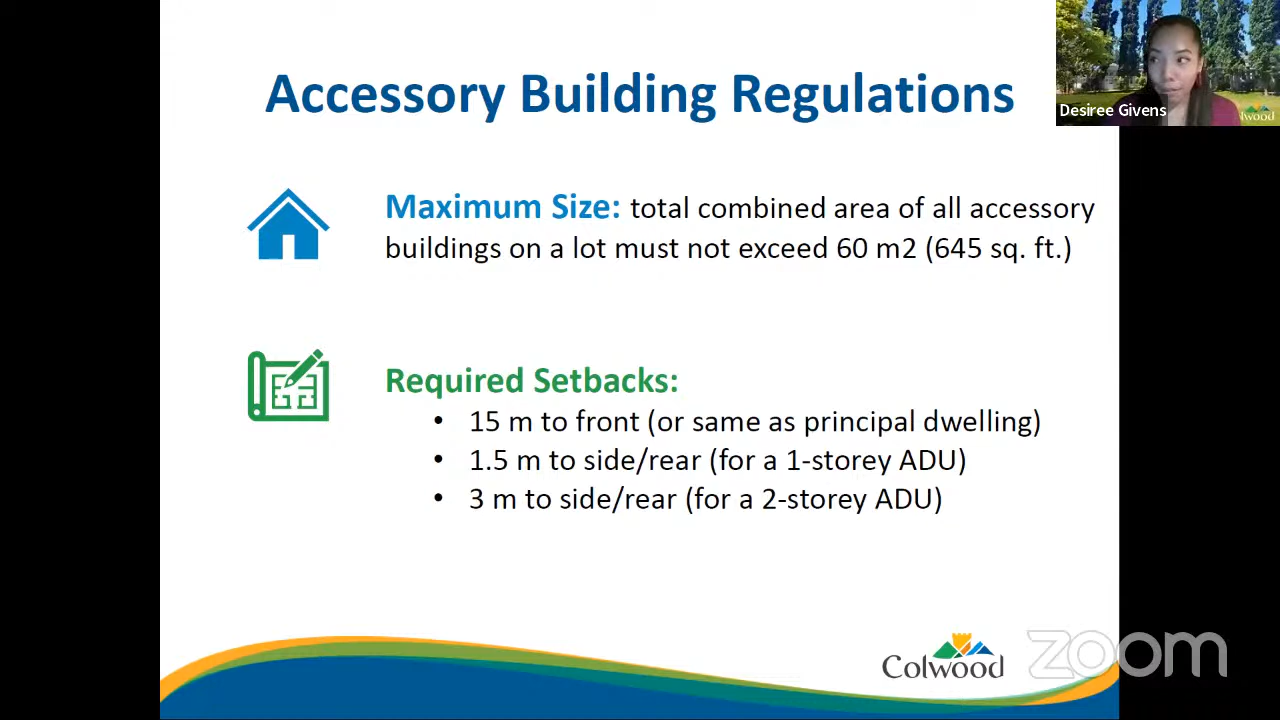 Accessory Building Regulations
Desiree Givens
lwood
Maximum Size: total combined area of all accessory
buildings on a lot must not exceed 60 m2 (645 sq. ft.)
Required Setbacks:
• 15 m to front (or same as principal dwelling)
• 1.5 m to side/rear (for a 1-storey ADU)
• 3 m to side/rear (for a 2-storey ADU)
Colwood
zoom